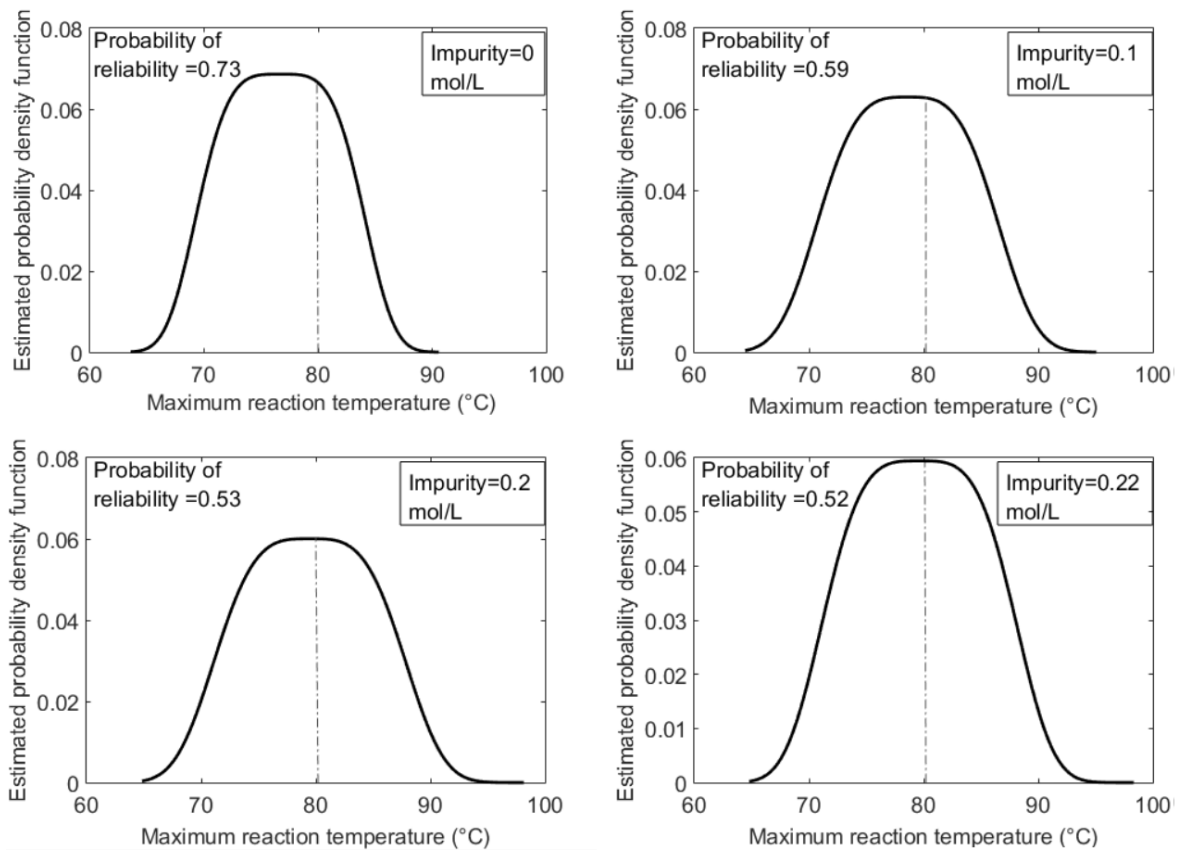 0.08
Probability of
reliability =0.73
Impurity=0
mol/L
0.06
0.04
0.02
0
60
70
80
90
100
Estimated probability density function
Maximum reaction temperature (°C)
0.08
Probability of
reliability =0.59
Impurity=0.1
mol/L
0.06
0.04
0.02
0
60
70
80
90
100
Estimated probability density function
Maximum reaction temperature (°C)
0.08
Probability of
reliability =0.53
Impurity=0.2
mol/L
0.06
0.04
0.02
0
60
70
80
90
100
Estimated probability density function
Maximum reaction temperature (°C)
0.06
Probability of
reliability =0.52
Impurity=0.22
mol/L
0.05
0.04
0.03
0.02
0.01
0
60
70
80
90
100
Estimated probability density function
Maximum reaction temperature (°C)